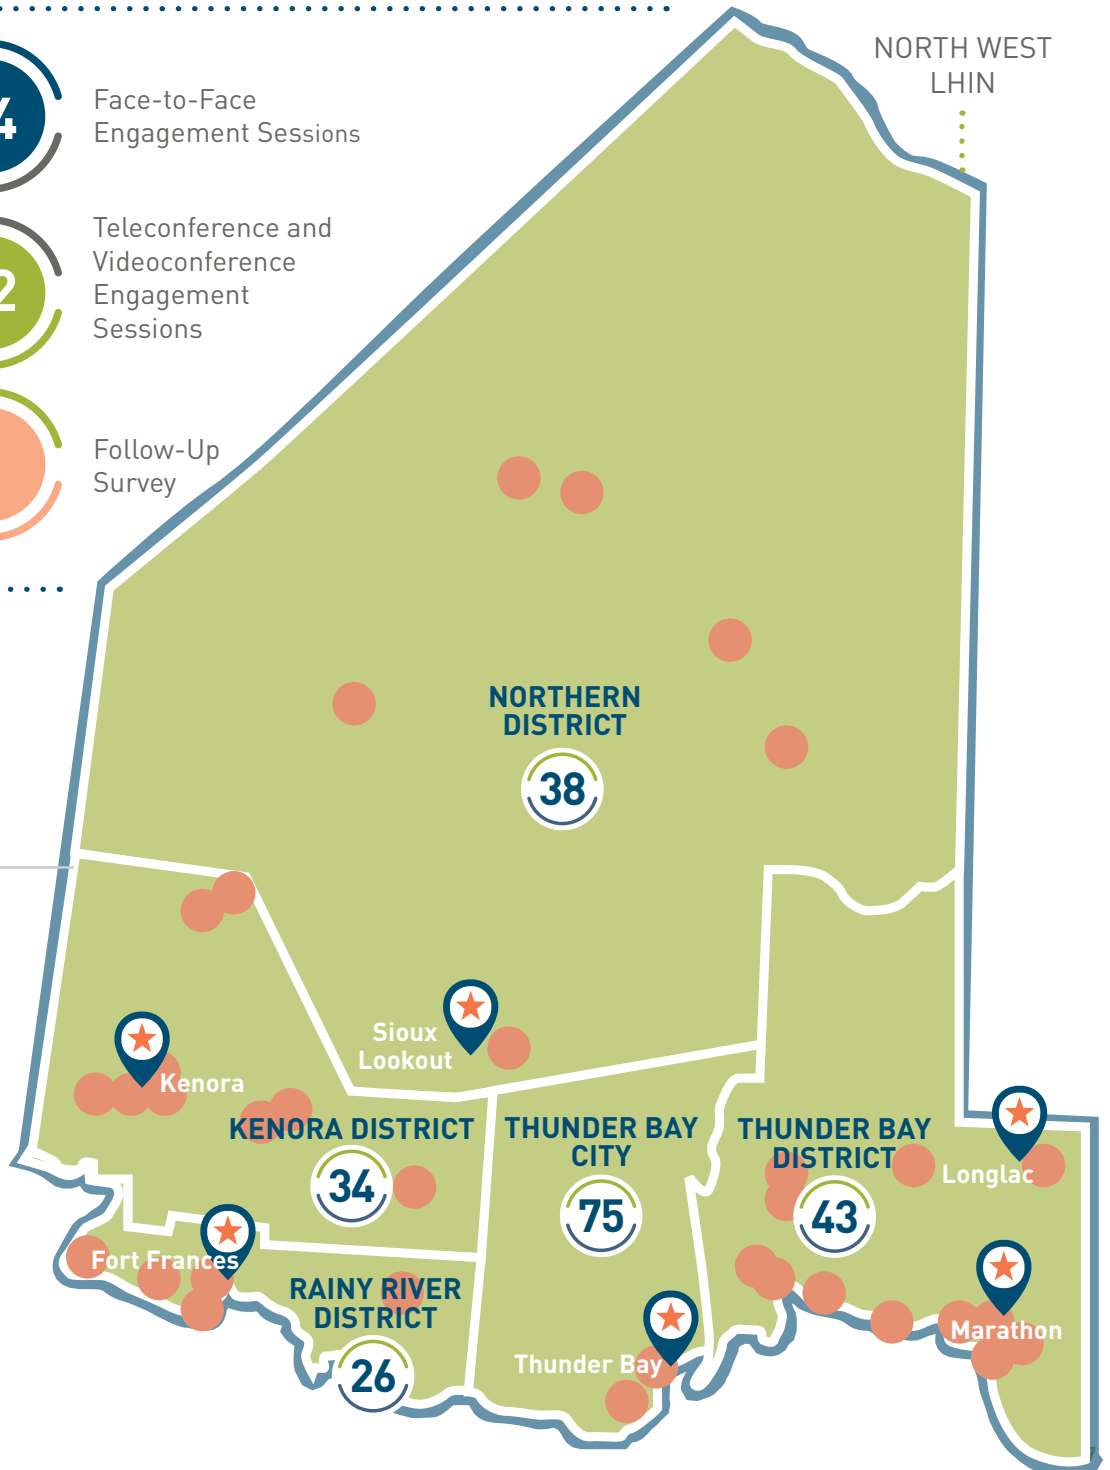 4
Face-to-Face
Engagement Sessions
2
Teleconference and
Videoconference
Engagement
Sessions
Follow-Up
Survey
NORTH WEST
LHIN
NORTHERN
DISTRICT
38
Sioux
Lookout
Kenora
KENORA DISTRICT
34
THUNDER BAY
CITY
75
THUNDER BAY
DISTRICT
43
Longlac
Fort Frances
RAINY RIVER
DISTRICT
26
Thunder Bay
Marathon